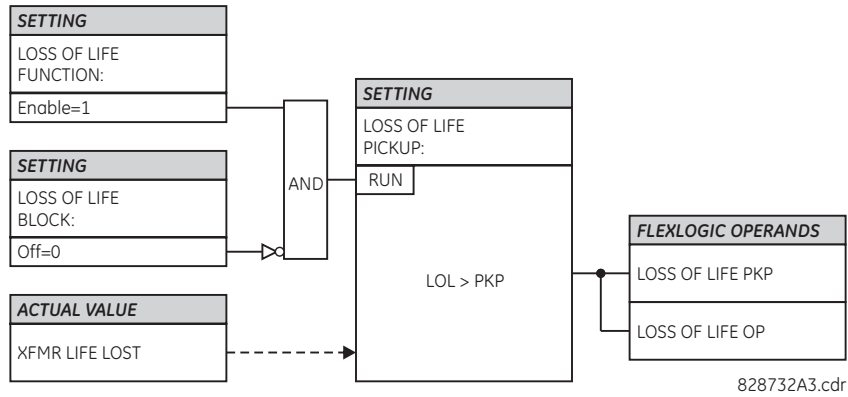 SETTING
LOSS OF LIFE
FUNCTION:
Enable=1
SETTING
LOSS OF LIFE
BLOCK:
Off=0
ACTUAL VALUE
XFMR LIFE LOST
AND
SETTING
LOSS OF LIFE
PICKUP:
RUN
LOL > PKP
FLEXLOGIC OPERANDS
LOSS OF LIFE PKP
LOSS OF LIFE OP
828732A3.cdr